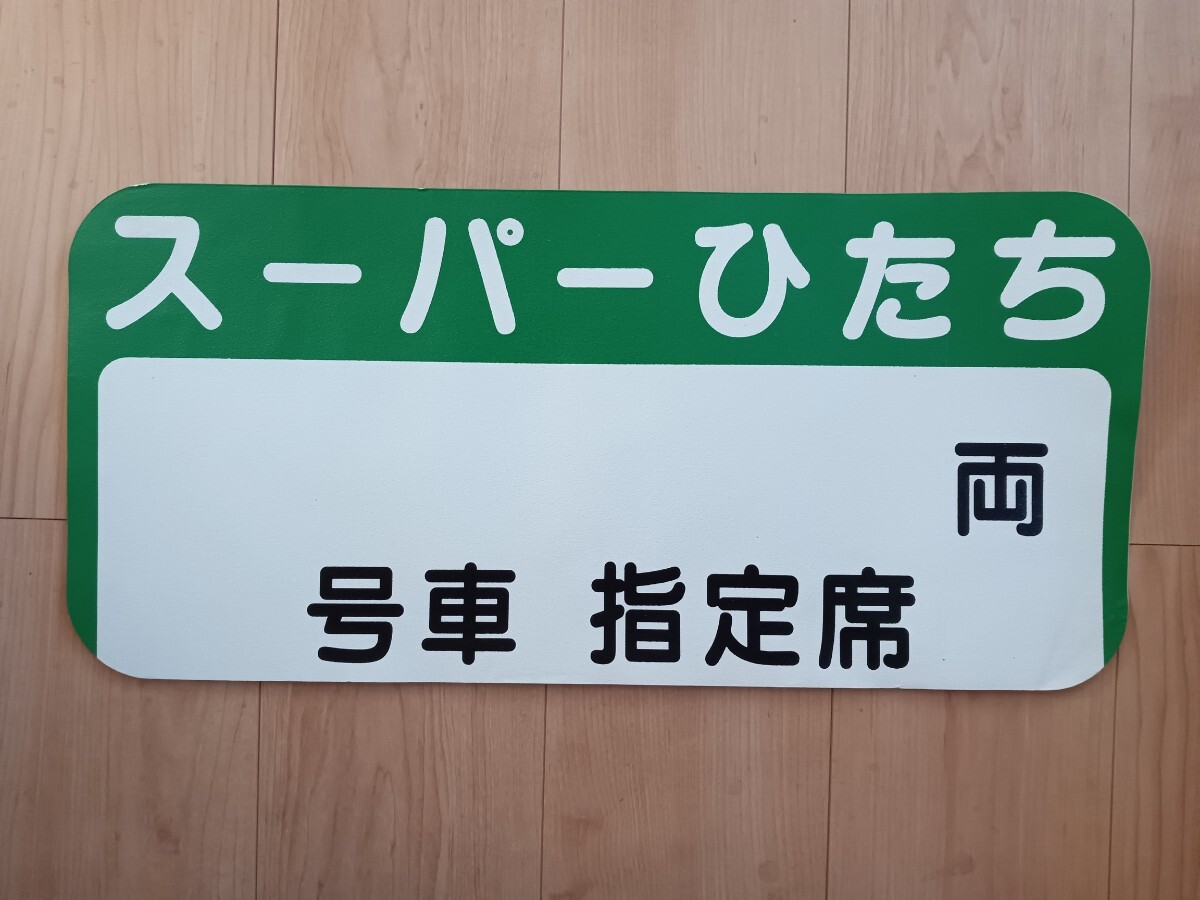 スーパーひたち
両
号車 指定席